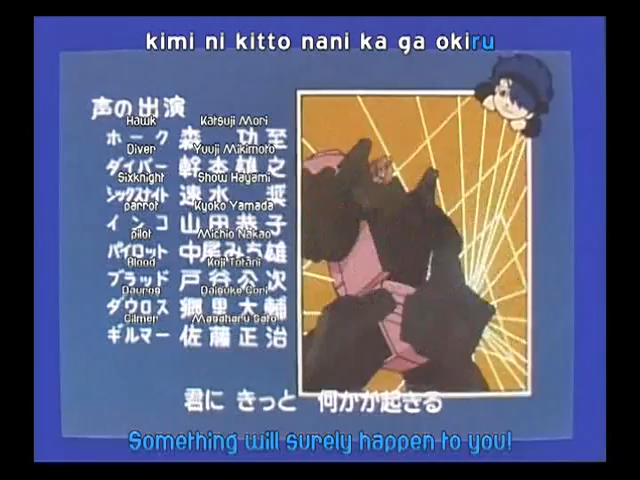 kimi ni kitto nani ka ga okiru
声の出演
Hawk Katsuji Mori
ホーク 森 功至
Diver Yuuji Mikimoto
ダイバー 幹本雄之
Sixknight Show Hayami
シックスナイト 速水 奨
parrot Kyoko Yamada
インコ 山田恭子
pilot Michio Nakao
パイロット 中尾みち雄
Blood Koji Totani
ブラッド 戸谷公次
Dauros Daisuke Gori
ダウロス 郷里大輔
Gilmer Masaharu Sato
ギルマー 佐藤正治
君に きっと 何かが起きる
Something will surely happen to you!